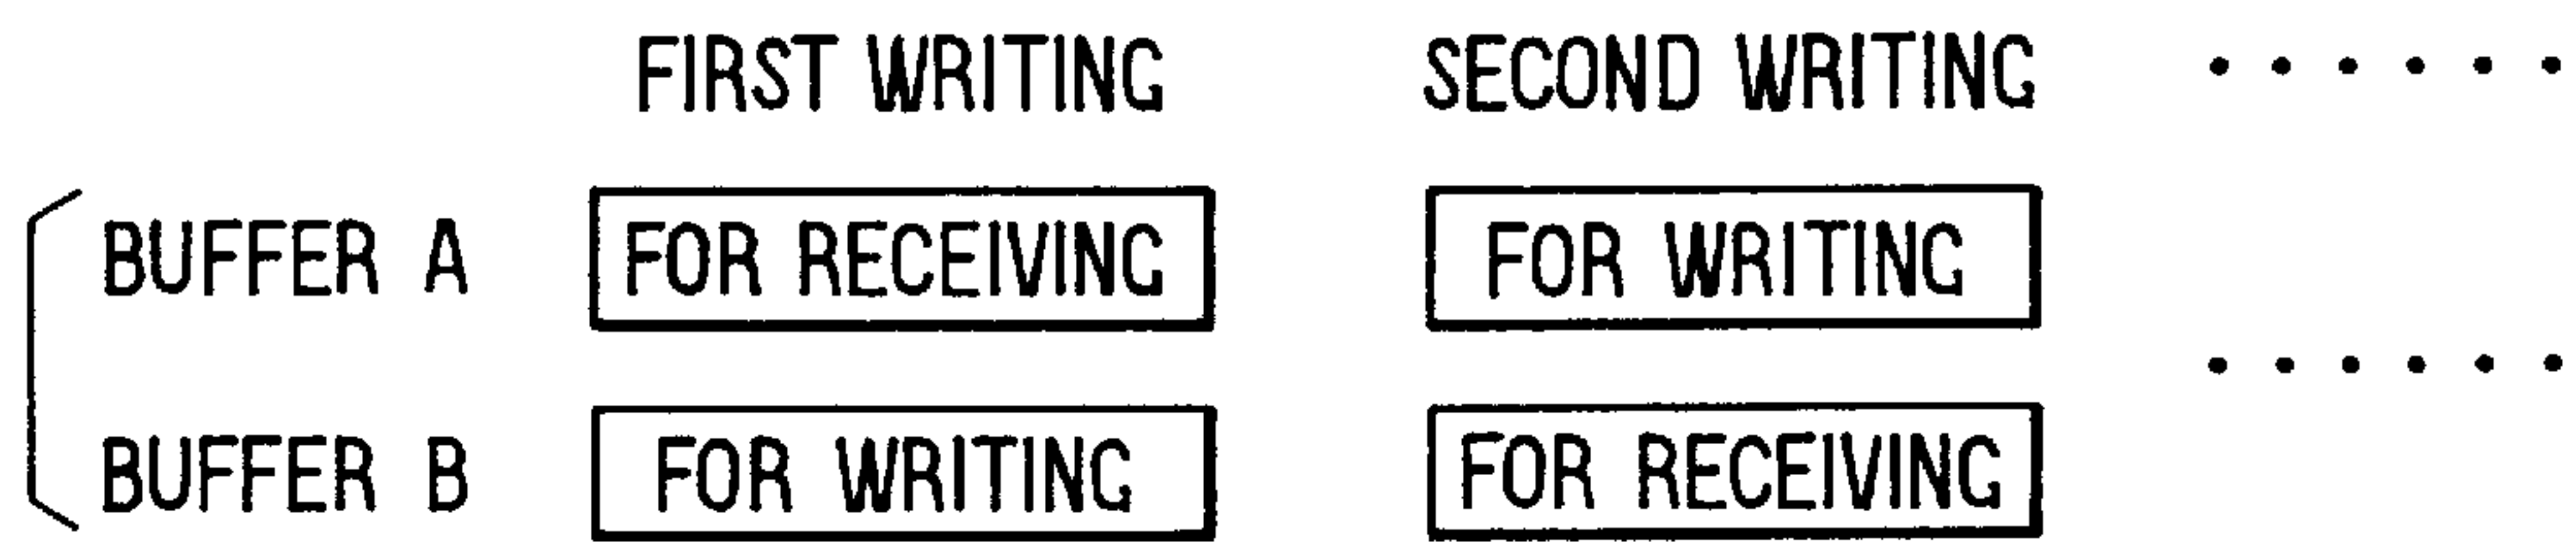 FIRST WRITING SECOND WRITING ......
BUFFER A FOR RECEIVING FOR WRITING
......
BUFFER B FOR WRITING FOR RECEIVING